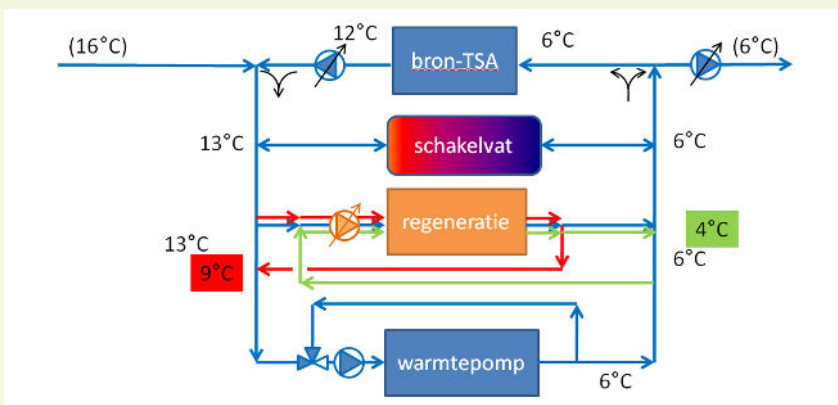 (16°C)
12°C
bron-TSA
6°C
(6°C)
13°C
schakelvat
6°C
regeneratie
4°C
13°C
6°C
9°C
warmtepomp
6°C